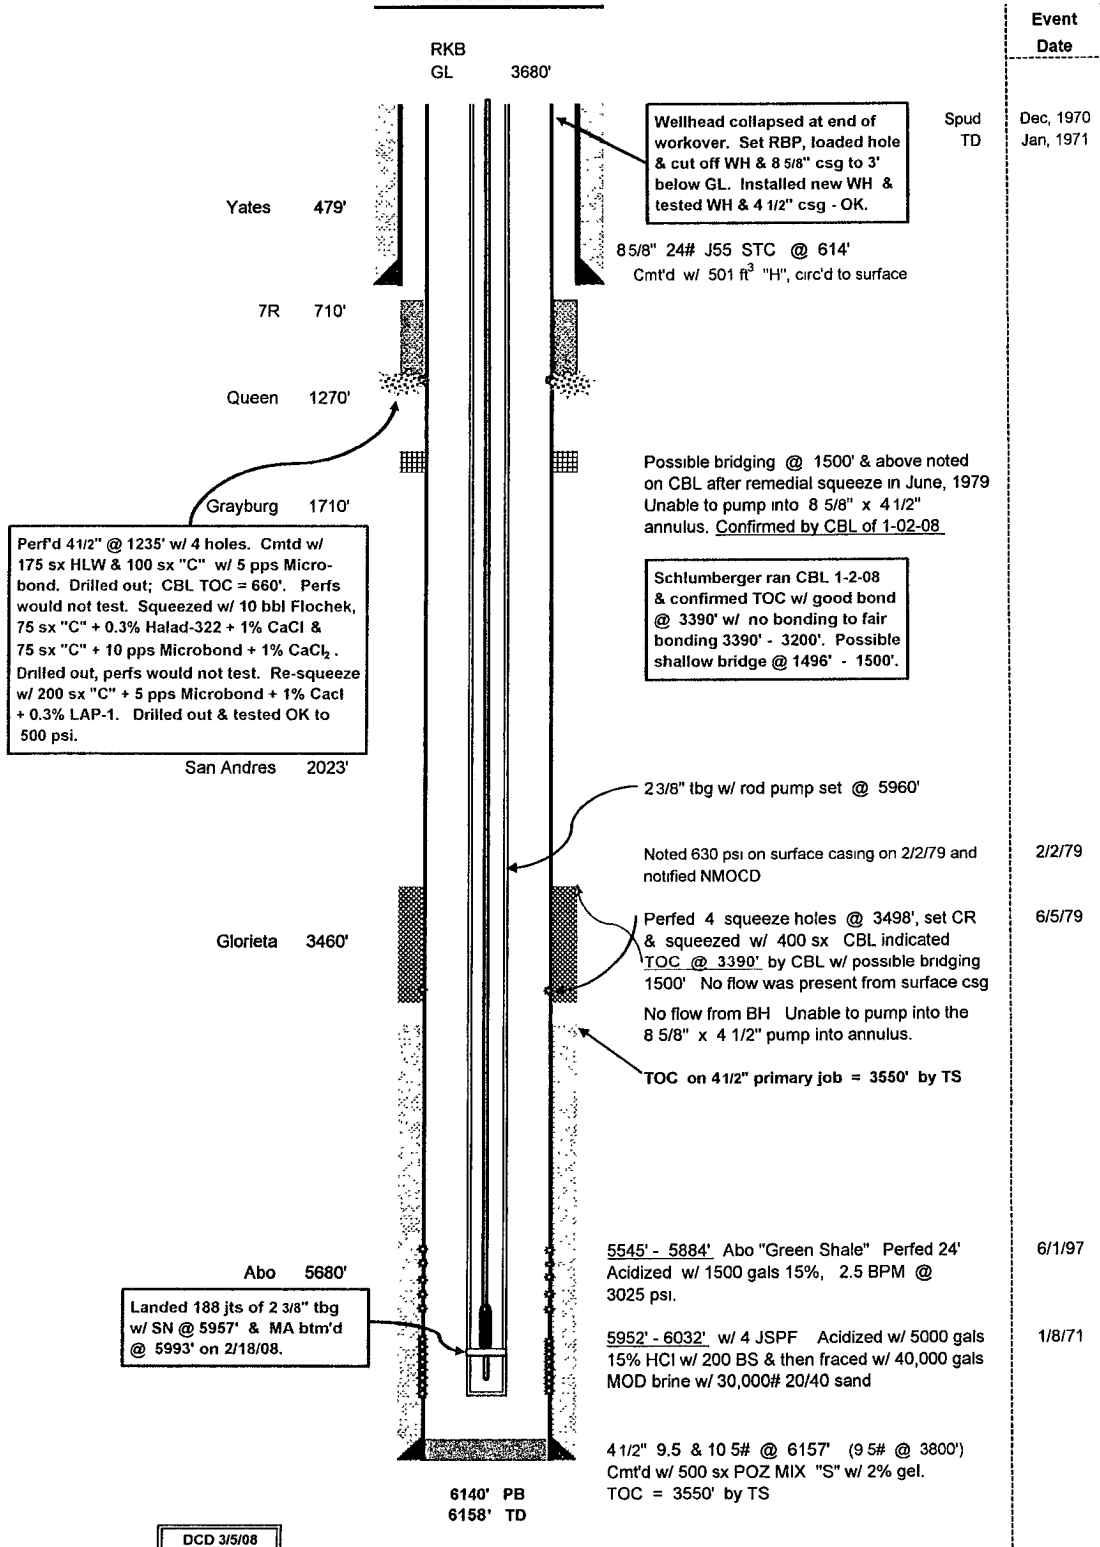 Event
Date
RKB
GL 3680'
Wellhead collapsed at end of
workover. Set RBP, loaded hole
& cut off WH & 8 5/8" csg to 3'
below GL. Installed new WH &
tested WH & 4 1/2" csg - OK.
Spud Dec, 1970
TD Jan, 1971
Yates 479'
8 5/8" 24# J55 STC @ 614'
Cmt'd w/ 501 ft³ "H", circ'd to surface
7R 710'
Queen 1270'
Possible bridging @ 1500' & above noted
on CBL after remedial squeeze in June, 1979
Unable to pump into 8 5/8" x 4 1/2"
annulus. Confirmed by CBL of 1-02-08
Grayburg 1710'
Perf'd 4 1/2" @ 1235' w/ 4 holes. Cmtd w/
175 sx HLW & 100 sx "C" w/ 5 pps Micro-
bond. Drilled out; CBL TOC = 660'. Perfs
would not test. Squeezed w/ 10 bbl Flochek,
75 sx "C" + 0.3% Halad-322 + 1% CaCl &
75 sx "C" + 10 pps Microbond + 1% CaCl₂.
Drilled out, perfs would not test. Re-squeeze
w/ 200 sx "C" + 5 pps Microbond + 1% Cacl
+ 0.3% LAP-1. Drilled out & tested OK to
500 psi.
Schlumberger ran CBL 1-2-08
& confirmed TOC w/ good bond
@ 3390' w/ no bonding to fair
bonding 3390' - 3200'. Possible
shallow bridge @ 1496' - 1500'.
San Andres 2023'
2 3/8" tbg w/ rod pump set @ 5960'
Noted 630 psi on surface casing on 2/2/79 and
notified NMOCD
2/2/79
Glorieta 3460'
Perfed 4 squeeze holes @ 3498', set CR
& squeezed w/ 400 sx CBL indicated
TOC @ 3390' by CBL w/ possible bridging
1500' No flow was present from surface csg
6/5/79
No flow from BH Unable to pump into the
8 5/8" x 4 1/2" pump into annulus.
TOC on 4 1/2" primary job = 3550' by TS
5545' - 5884' Abo "Green Shale" Perfed 24'
Acidized w/ 1500 gals 15%, 2.5 BPM @
3025 psi.
6/1/97
Abo 5680'
Landed 188 jts of 2 3/8" tbg
w/ SN @ 5957' & MA btm'd
@ 5993' on 2/18/08.
5952' - 6032' w/ 4 JSPF Acidized w/ 5000 gals
15% HCl w/ 200 BS & then fraced w/ 40,000 gals
MOD brine w/ 30,000# 20/40 sand
1/8/71
4 1/2" 9.5 & 10 5# @ 6157' (9 5# @ 3800')
Cmt'd w/ 500 sx POZ MIX "S" w/ 2% gel.
TOC = 3550' by TS
6140' PB
6158' TD
DCD 3/5/08